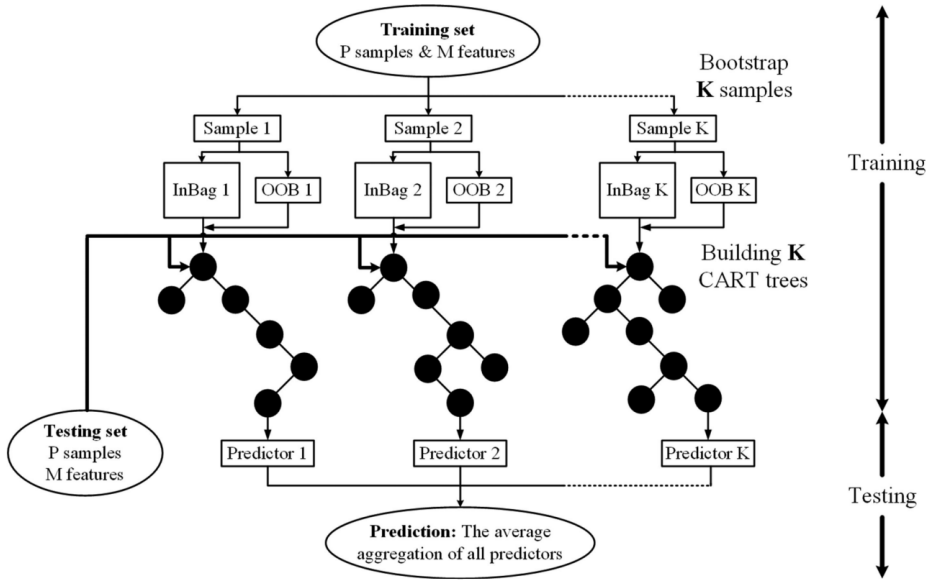 Training set
P samples & M features
Bootstrap
K samples
Sample 1
Sample 2
Sample K
Training
InBag 1
OOB 1
InBag 2
OOB 2
InBag K
OOB K
Building K
CART trees
Testing set
P samples
M features
Predictor 1
Predictor 2
Predictor K
Testing
Prediction: The average
aggregation of all predictors